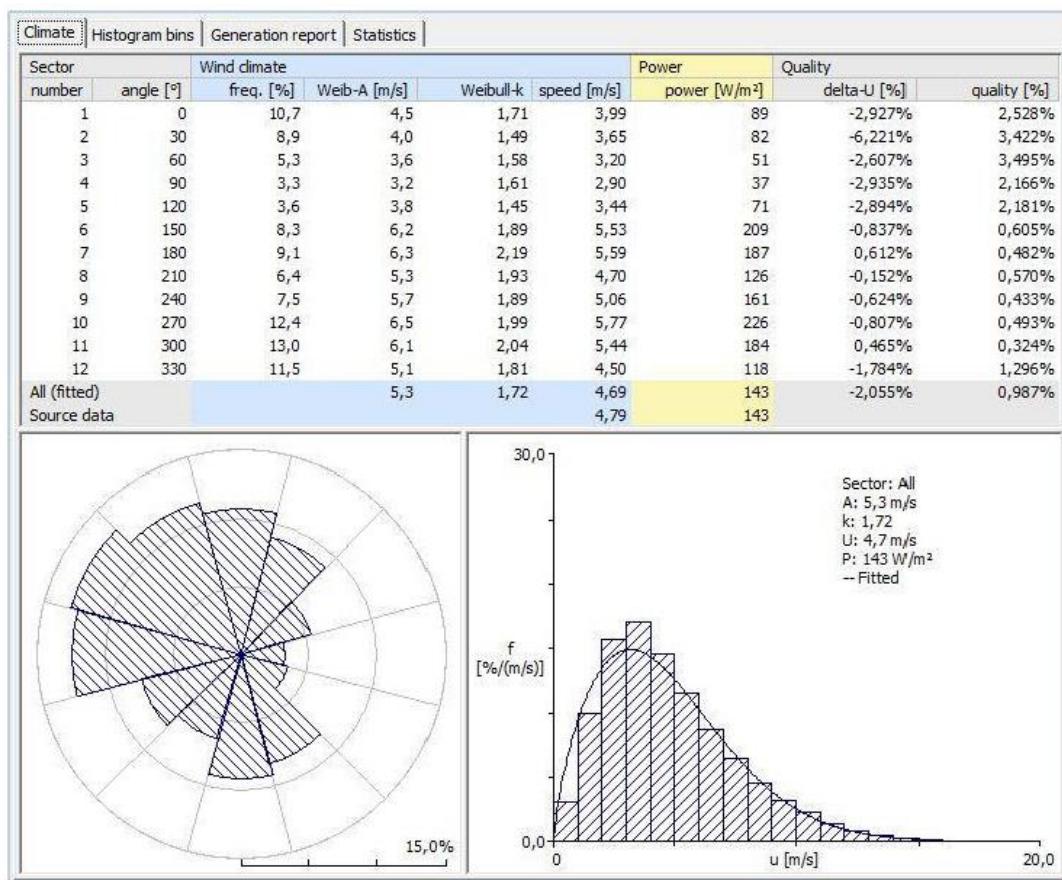 Climate Histogram bins Generation report Statistics
Sector Wind climate Power Quality
number angle [º] freq. [%] Weib-A [m/s] Weibull-k speed [m/s] power [W/m²] delta-U [%] quality [%]
1 0 10,7 4,5 1,71 3,99 89 -2,927% 2,528%
2 30 8,9 4,0 1,49 3,65 82 -6,221% 3,422%
3 60 5,3 3,6 1,58 3,20 51 -2,607% 3,495%
4 90 3,3 3,2 1,61 2,90 37 -2,935% 2,166%
5 120 3,6 3,8 1,45 3,44 71 -2,894% 2,181%
6 150 8,3 6,2 1,89 5,53 209 -0,837% 0,605%
7 180 9,1 6,3 2,19 5,59 187 0,612% 0,482%
8 210 6,4 5,3 1,93 4,70 126 -0,152% 0,570%
9 240 7,5 5,7 1,89 5,06 161 -0,624% 0,433%
10 270 12,4 6,5 1,99 5,77 226 -0,807% 0,493%
11 300 13,0 6,1 2,04 5,44 184 0,465% 0,324%
12 330 11,5 5,1 1,81 4,50 118 -1,784% 1,296%
All (fitted) 5,3 1,72 4,69 143 -2,055% 0,987%
Source data 4,79 143
15,0%
30,0
Sector: All
A: 5,3 m/s
k: 1,72
U: 4,7 m/s
P: 143 W/m²
-- Fitted
f
[%/(m/s)]
0,0
0 u [m/s] 20,0